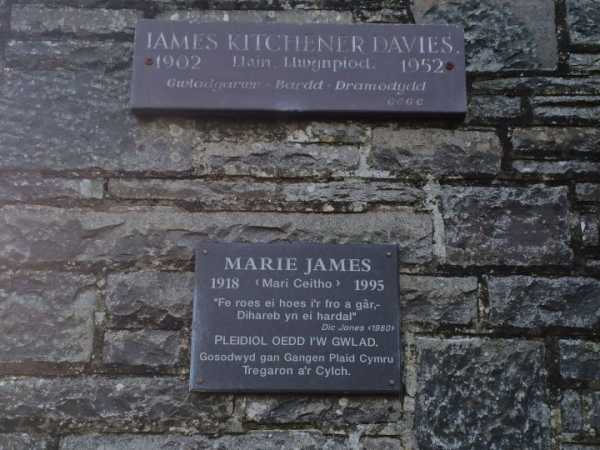 JAMES KITCHENER DAVIES.
1902 Llain, Llwynpiod. 1952
Gwladgarwr - Bardd - Dramodydd
C C G C
MARIE JAMES
1918 (Mari Ceitho) 1995
"Fe roes ei hoes i'r fro a gâr,-
Dihareb yn ei hardal"
Dic Jones (1980)
PLEIDIOL OEDD I'W GWLAD.
Gosodwyd gan Gangen Plaid Cymru
Tregaron a'r Cylch.